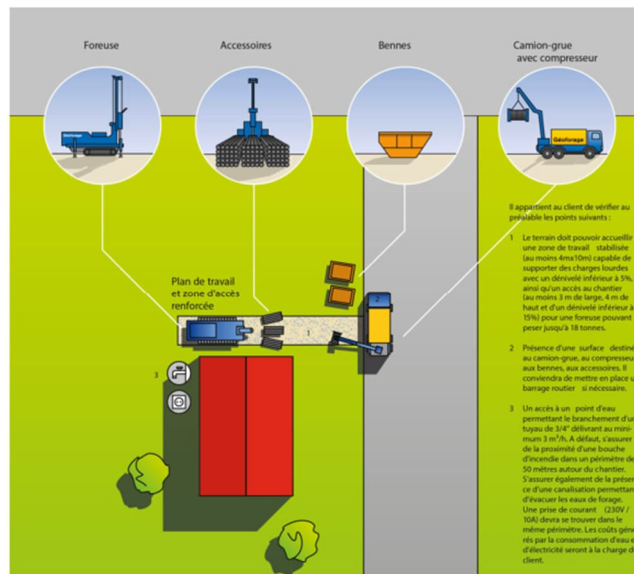 Foreuse
Accessoires
Bennes
Camion-grue
avec compresseur
Géoforage
Géoforage
Il appartient au client de vérifier au
préalable les points suivants :
1 Le terrain doit pouvoir accueillir
une zone de travail stabilisée
(au moins 4mx10m) capable de
supporter des charges lourdes
avec un dénivelé inférieur à 5%,
ainsi qu'un accès au chantier
(au moins 3 m de large, 4 m de
haut et d'un dénivelé inférieur à
15%) pour une foreuse pouvant
peser jusqu'à 18 tonnes.
Plan de travail
et zone d'accès
renforcée
1
2
3
2 Présence d'une surface destiné
au camion-grue, au compresseu
aux bennes, aux accessoires. Il
conviendra de mettre en place u
barrage routier si nécessaire.
3 Un accès à un point d'eau
permettant le branchement d'un
tuyau de 3/4" délivrant au mini-
mum 3 m³/h. A défaut, s'assurer
de la proximité d'une bouche
d'incendie dans un périmètre de
50 mètres autour du chantier.
S'assurer également de la présen
ce d'une canalisation permettan
d'évacuer les eaux de forage.
Une prise de courant (230V /
10A) devra se trouver dans le
même périmètre. Les coûts géné
rés par la consommation d'eau e
d'électricité seront à la charge d
client.